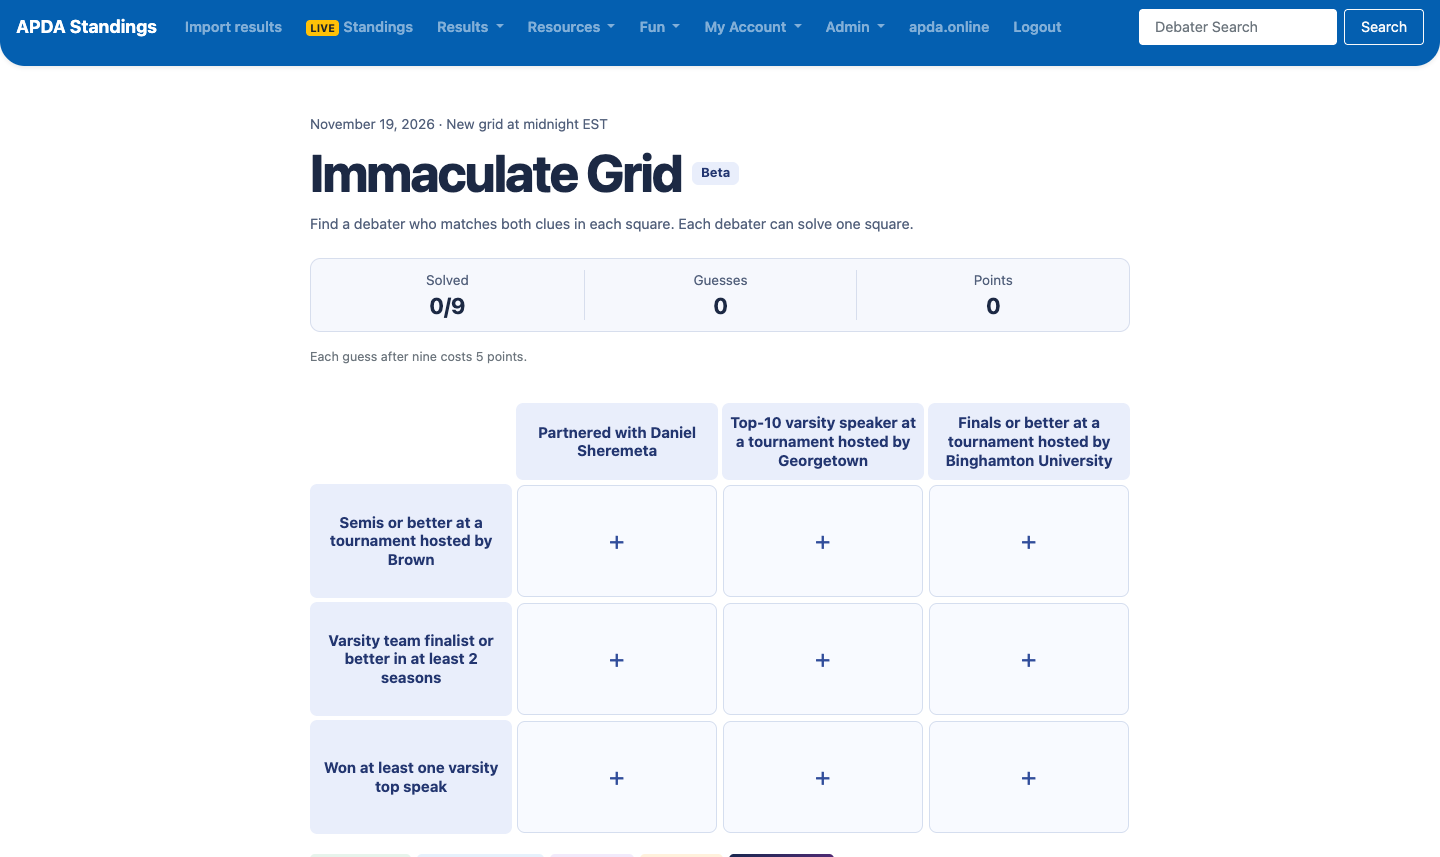 APDA Standings
Import results
LIVE Standings
Results
Resources
Fun
My Account
Admin
apda.online
Logout
Debater Search
Search
November 19, 2026 · New grid at midnight EST
Immaculate Grid Beta
Find a debater who matches both clues in each square. Each debater can solve one square.
Solved
0/9
Guesses
0
Points
0
Each guess after nine costs 5 points.
Partnered with Daniel
Sheremeta
Top-10 varsity speaker at
a tournament hosted by
Georgetown
Finals or better at a
tournament hosted by
Binghamton University
Semis or better at a
tournament hosted by
Brown
+
+
+
Varsity team finalist or
better in at least 2
seasons
+
+
+
Won at least one varsity
top speak
+
+
+